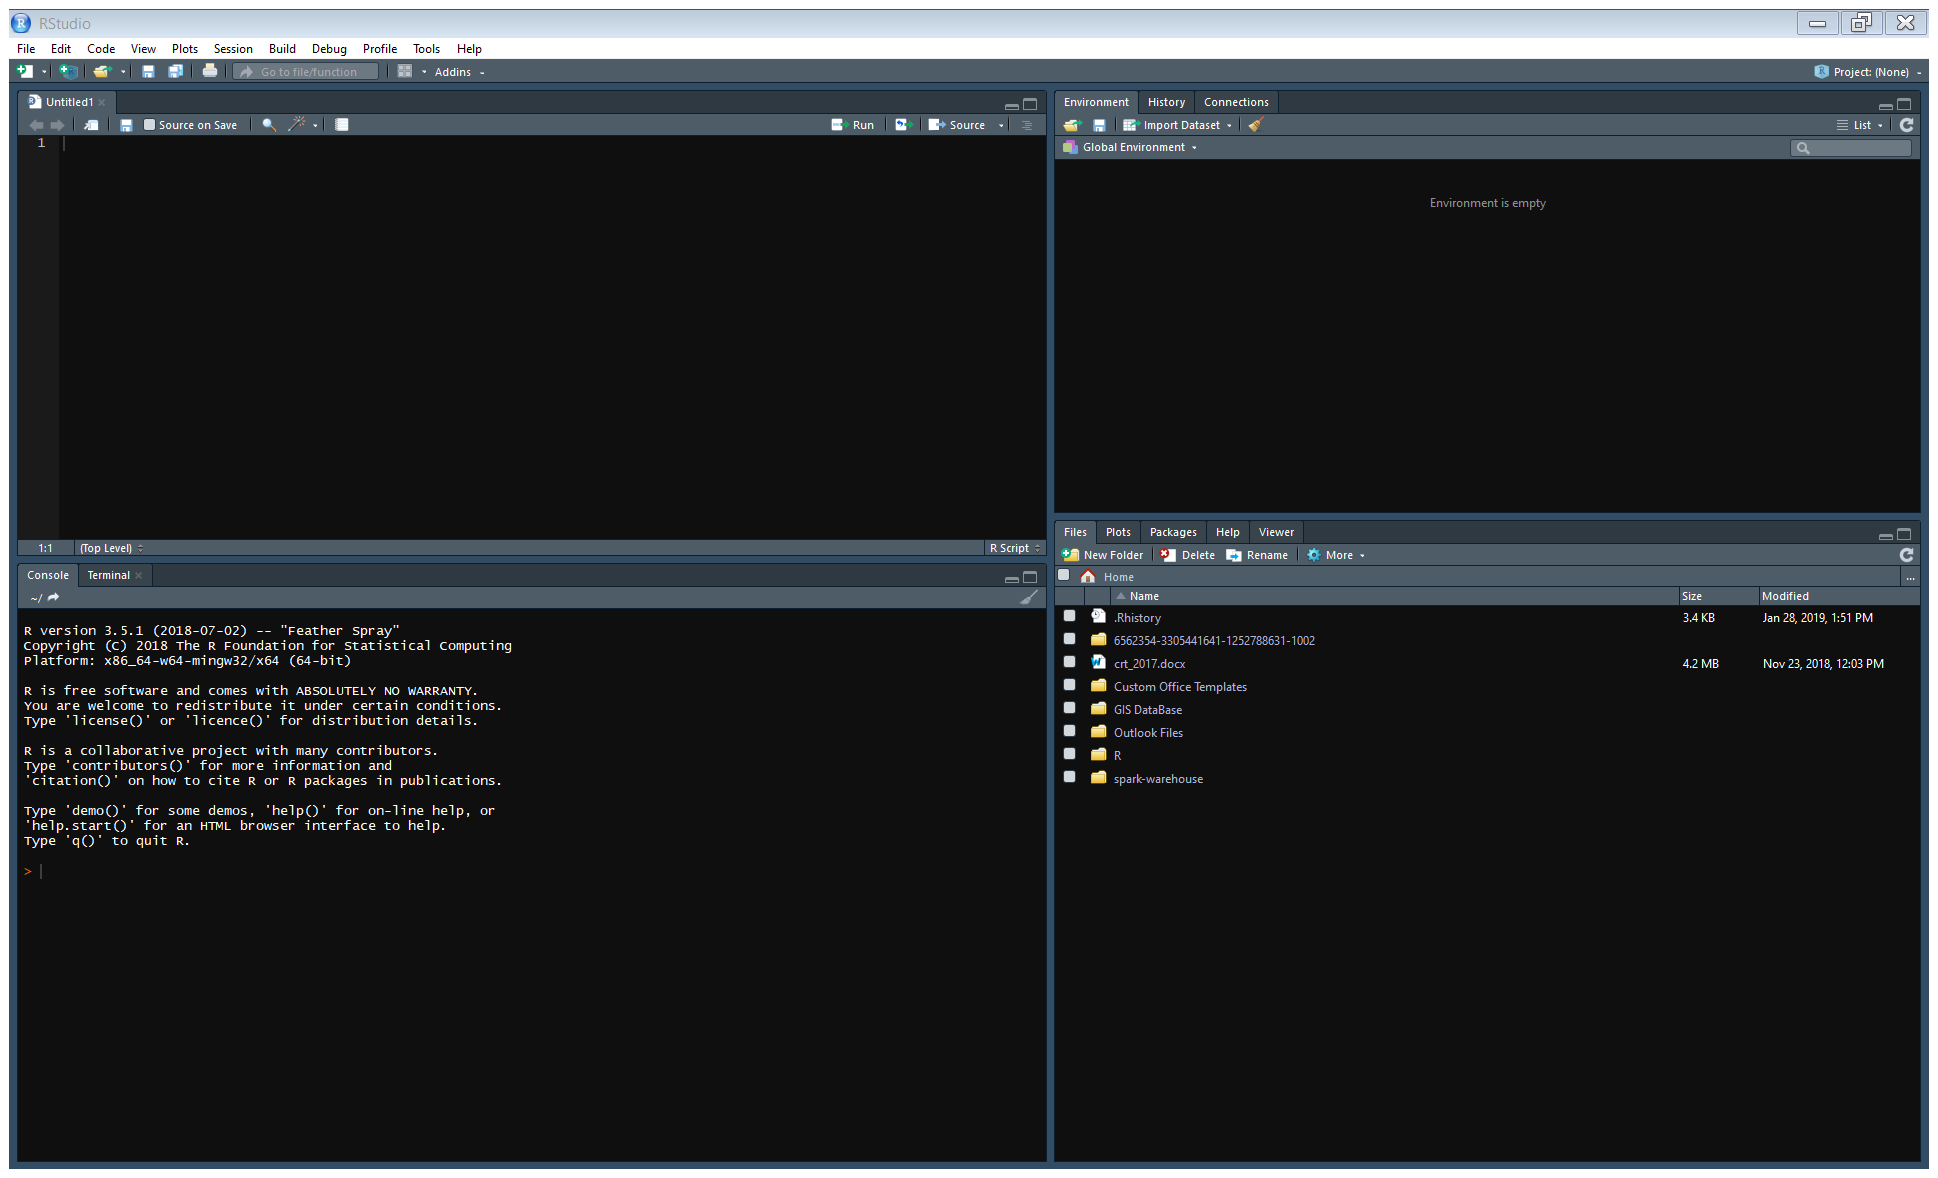 RStudio
File Edit Code View Plots Session Build Debug Profile Tools Help
Go to file/function Addins Project: (None)
Untitled1
Source on Save Run Source
1
1:1 (Top Level) R Script
Console Terminal
~/
R version 3.5.1 (2018-07-02) -- "Feather Spray"
Copyright (C) 2018 The R Foundation for Statistical Computing
Platform: x86_64-w64-mingw32/x64 (64-bit)
R is free software and comes with ABSOLUTELY NO WARRANTY.
You are welcome to redistribute it under certain conditions.
Type 'license()' or 'licence()' for distribution details.
R is a collaborative project with many contributors.
Type 'contributors()' for more information and
'citation()' on how to cite R or R packages in publications.
Type 'demo()' for some demos, 'help()' for on-line help, or
'help.start()' for an HTML browser interface to help.
Type 'q()' to quit R.
>
Environment History Connections
Import Dataset List
Global Environment
Environment is empty
Files Plots Packages Help Viewer
New Folder Delete Rename More
Home ...
Name Size Modified
.Rhistory 3.4 KB Jan 28, 2019, 1:51 PM
6562354-3305441641-1252788631-1002
crt_2017.docx 4.2 MB Nov 23, 2018, 12:03 PM
Custom Office Templates
GIS DataBase
Outlook Files
R
spark-warehouse